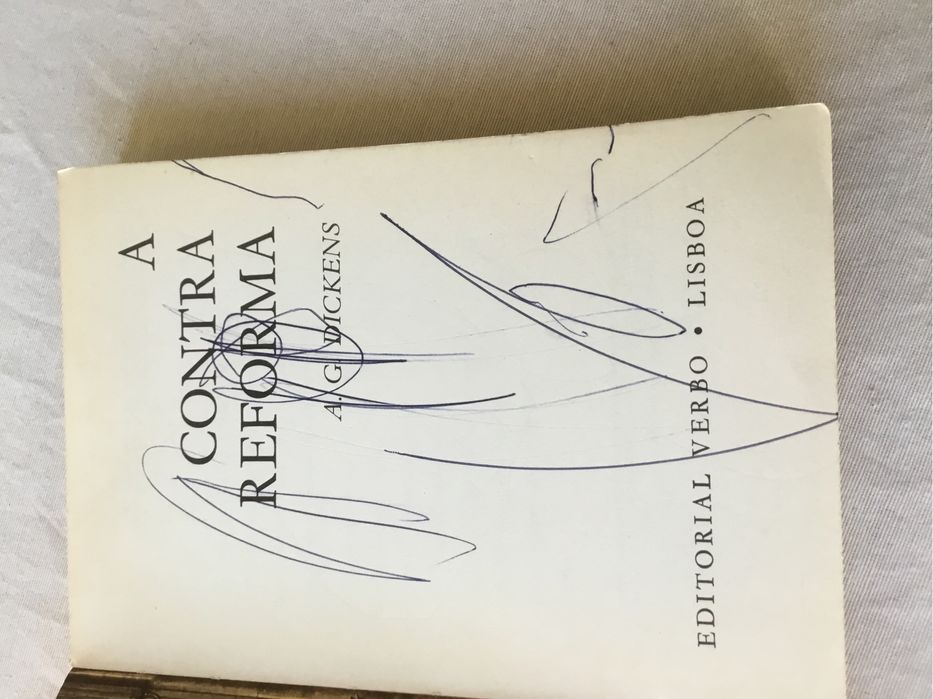 A
CONTRA
REFORMA
A. G. DICKENS
EDITORIAL VERBO • LISBOA